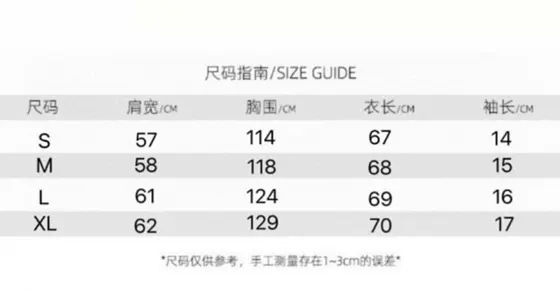 尺码指南/SIZE GUIDE
尺码 肩宽/CM 胸围/CM 衣长/CM 袖长/CM
S 57 114 67 14
M 58 118 68 15
L 61 124 69 16
XL 62 129 70 17
*尺码仅供参考，手工测量存在1~3cm的误差*